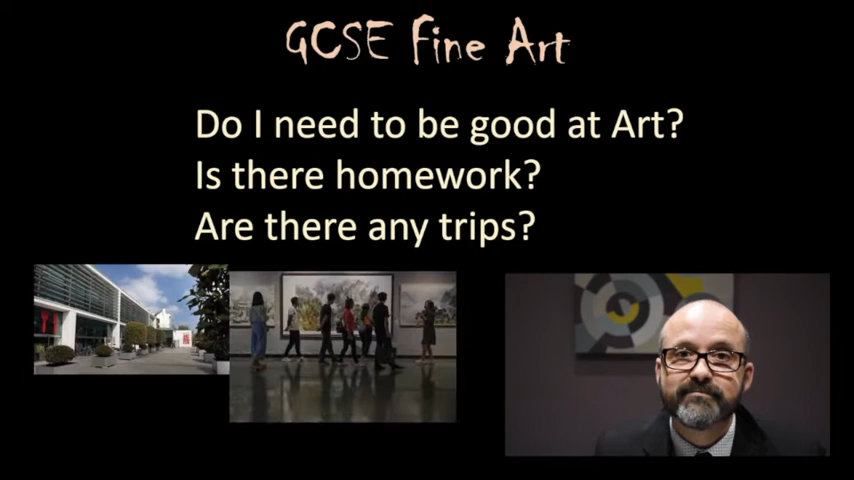 GCSE Fine Art
Do I need to be good at Art?
Is there homework?
Are there any trips?